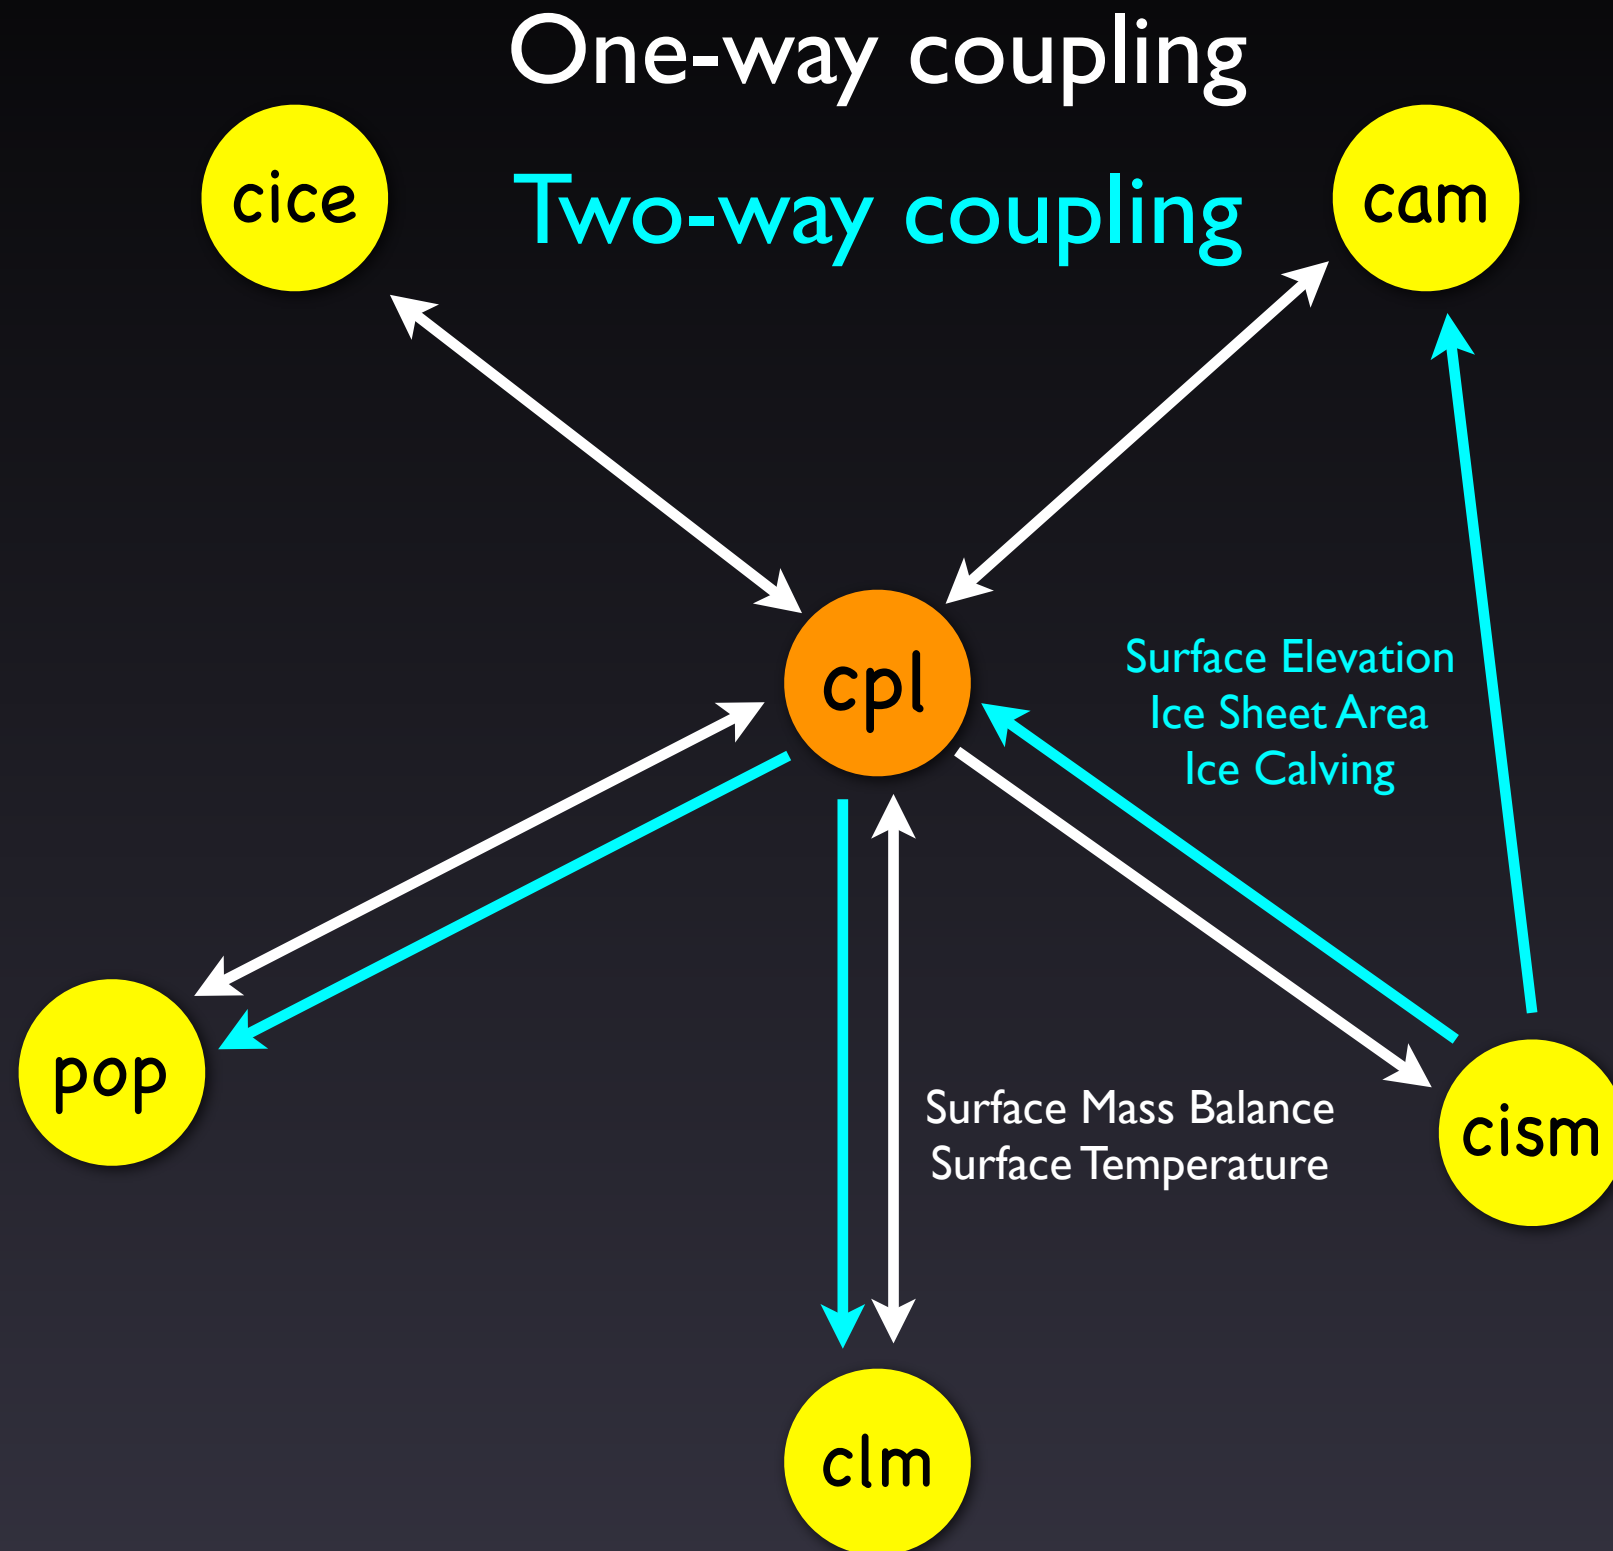 One-way coupling
Two-way coupling
cice
cam
cpl
Surface Elevation
Ice Sheet Area
Ice Calving
pop
Surface Mass Balance
Surface Temperature
cism
clm